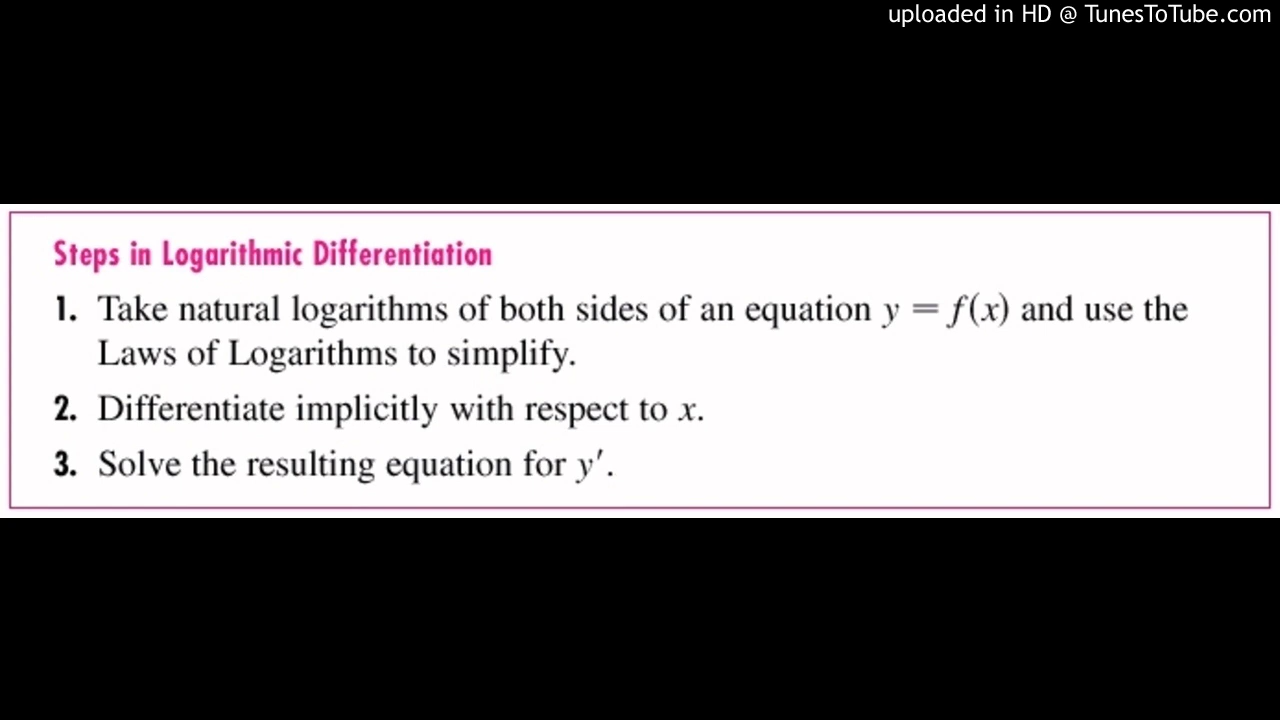 uploaded in HD @ TunesToTube.com
Steps in Logarithmic Differentiation
1. Take natural logarithms of both sides of an equation y = f(x) and use the
Laws of Logarithms to simplify.
2. Differentiate implicitly with respect to x.
3. Solve the resulting equation for y′.